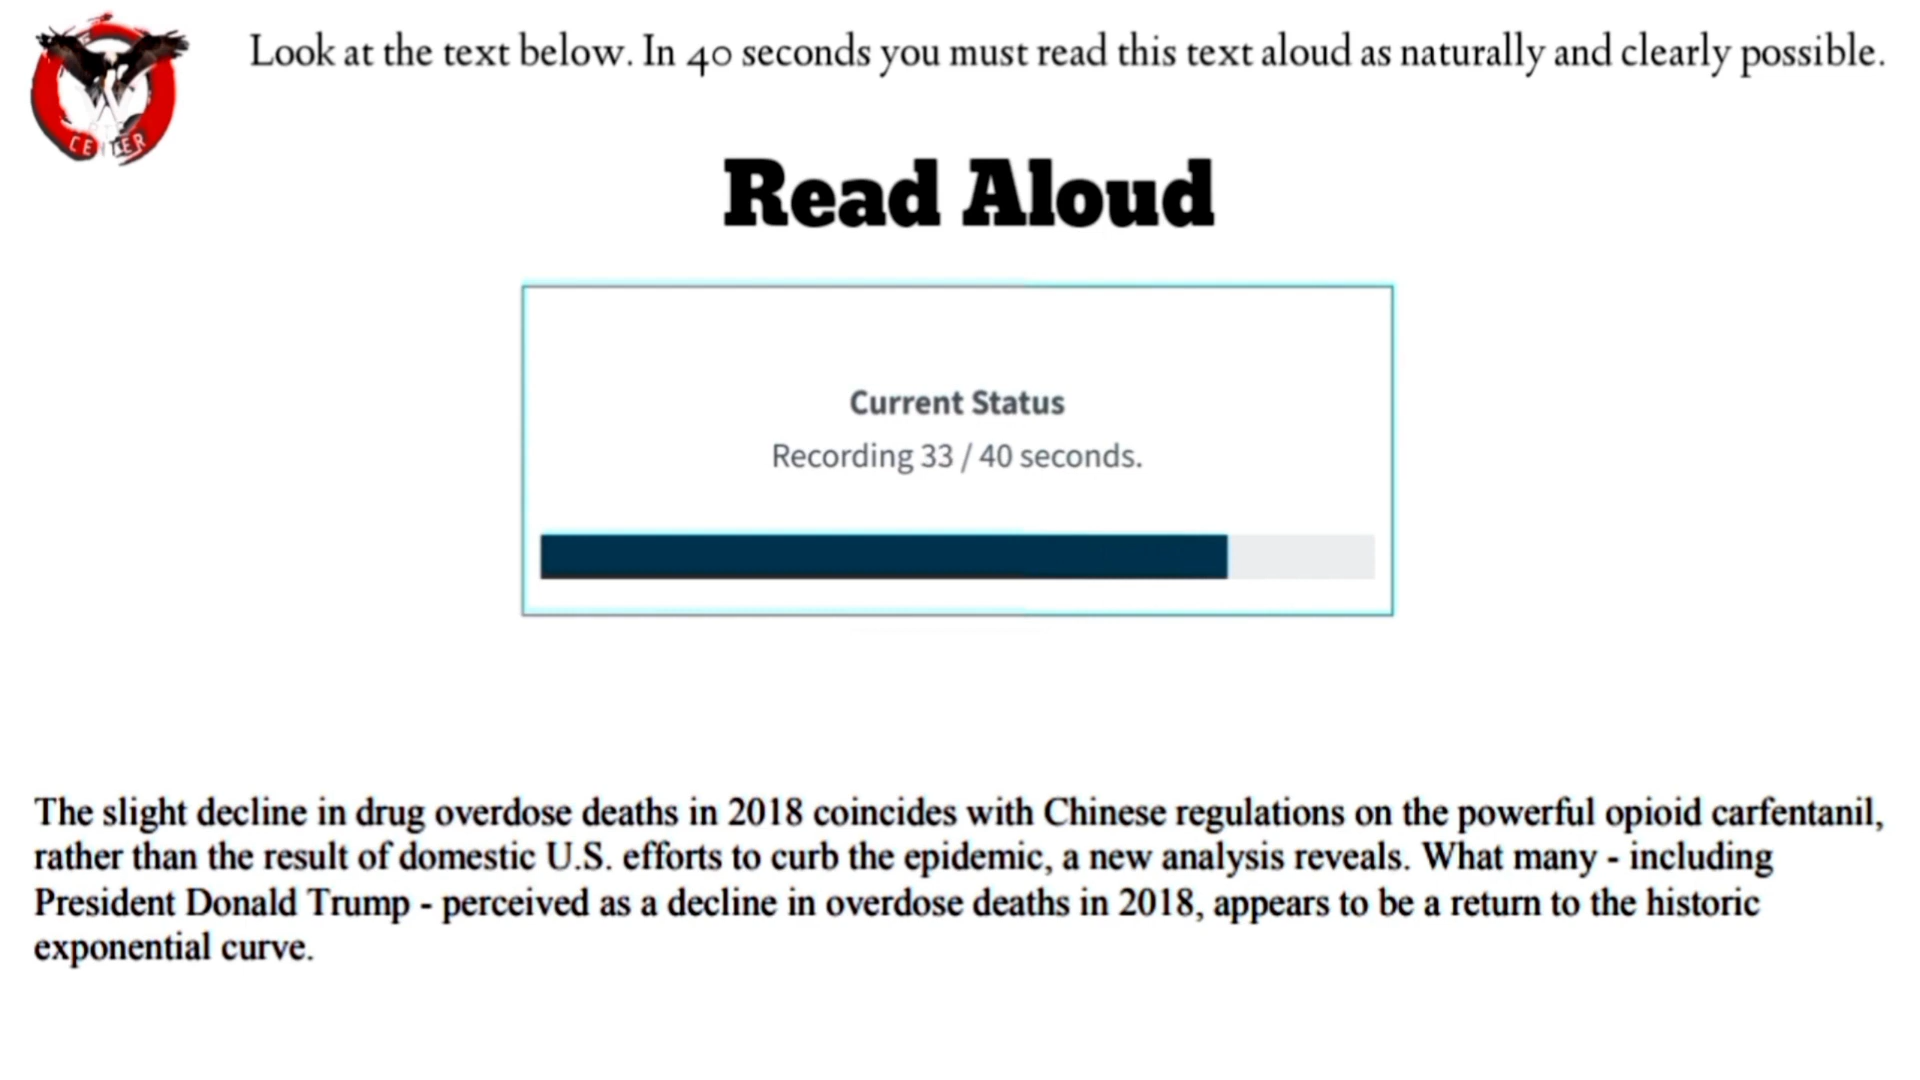 Look at the text below. In 40 seconds you must read this text aloud as naturally and clearly possible.
CENTER
Read Aloud
Current Status
Recording 33 / 40 seconds.
The slight decline in drug overdose deaths in 2018 coincides with Chinese regulations on the powerful opioid carfentanil,
rather than the result of domestic U.S. efforts to curb the epidemic, a new analysis reveals. What many - including
President Donald Trump - perceived as a decline in overdose deaths in 2018, appears to be a return to the historic
exponential curve.